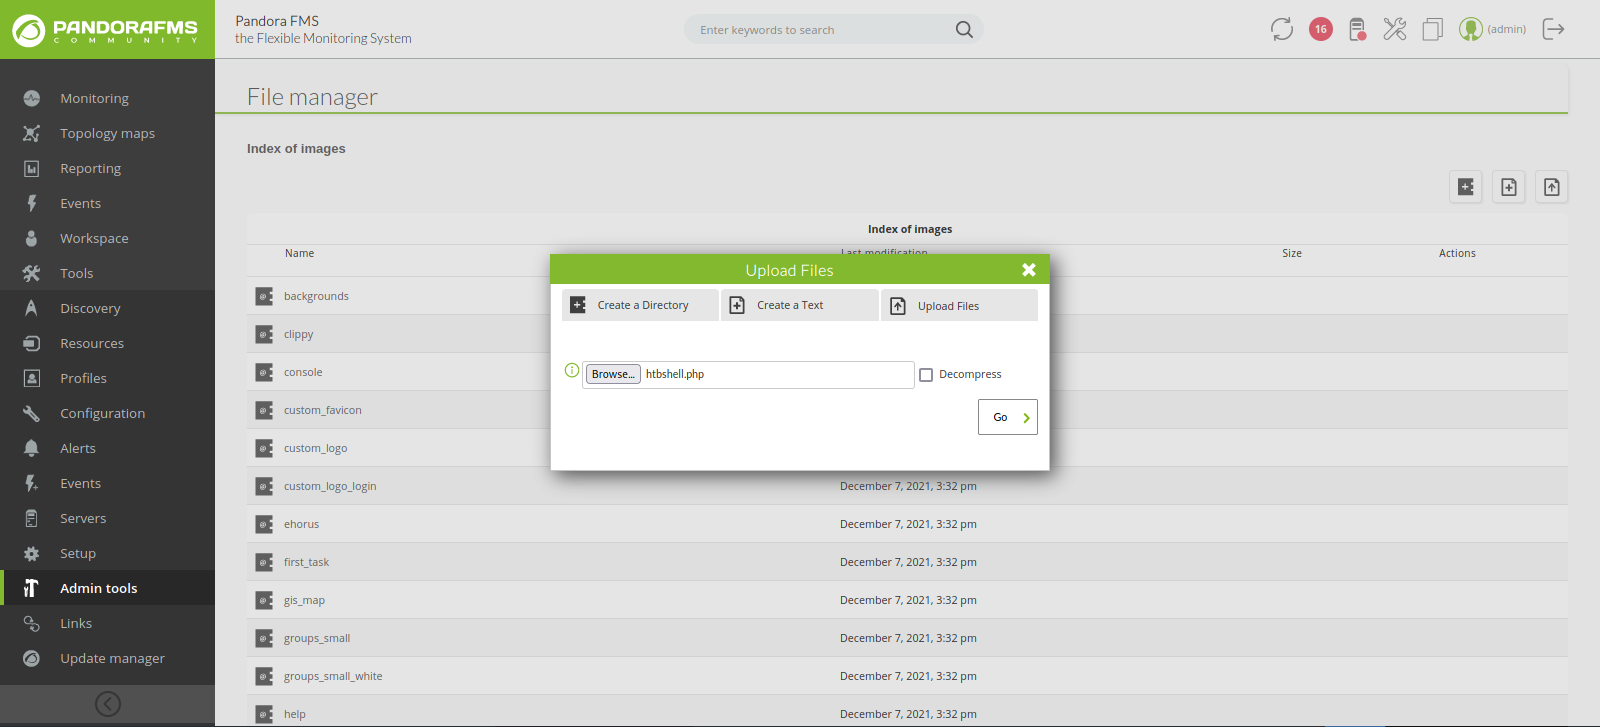 PANDORAFMS
COMMUNITY
Pandora FMS
the Flexible Monitoring System
Enter keywords to search
16
(admin)
Monitoring
Topology maps
Reporting
Events
Workspace
Tools
Discovery
Resources
Profiles
Configuration
Alerts
Events
Servers
Setup
Admin tools
Links
Update manager
File manager
Index of images
Index of images
Name Last modification Size Actions
backgrounds
clippy
console
custom_favicon
custom_logo
custom_logo_login December 7, 2021, 3:32 pm
ehorus December 7, 2021, 3:32 pm
first_task December 7, 2021, 3:32 pm
gis_map December 7, 2021, 3:32 pm
groups_small December 7, 2021, 3:32 pm
groups_small_white December 7, 2021, 3:32 pm
help December 7, 2021, 3:32 pm
Upload Files
Create a Directory Create a Text Upload Files
Browse... htbshell.php Decompress
Go